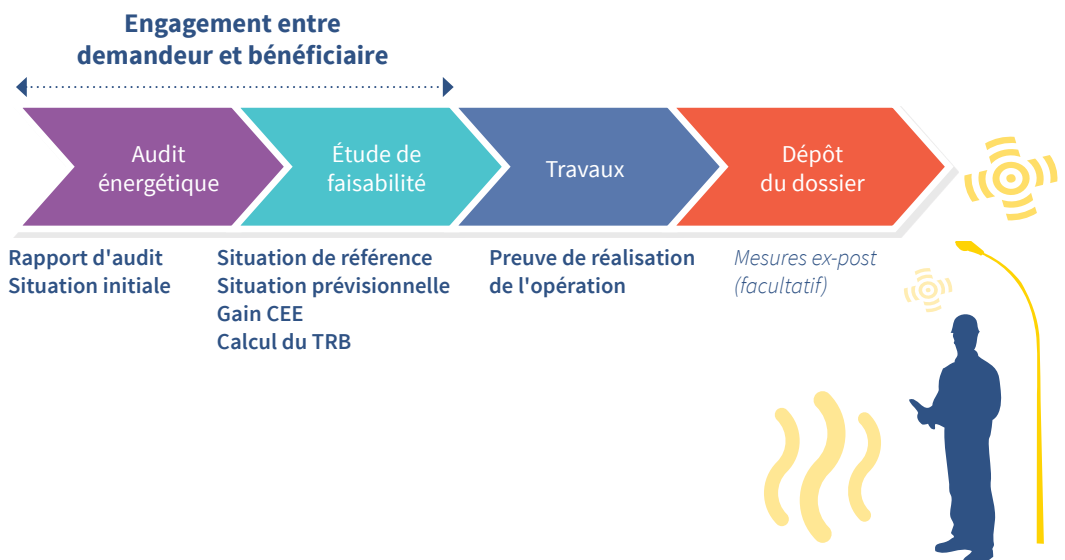 Engagement entre
demandeur et bénéficiaire
Audit
énergétique
Étude de
faisabilité
Travaux
Dépôt
du dossier
Rapport d'audit
Situation initiale
Situation de référence
Situation prévisionnelle
Gain CEE
Calcul du TRB
Preuve de réalisation
de l'opération
Mesures ex-post
(facultatif)